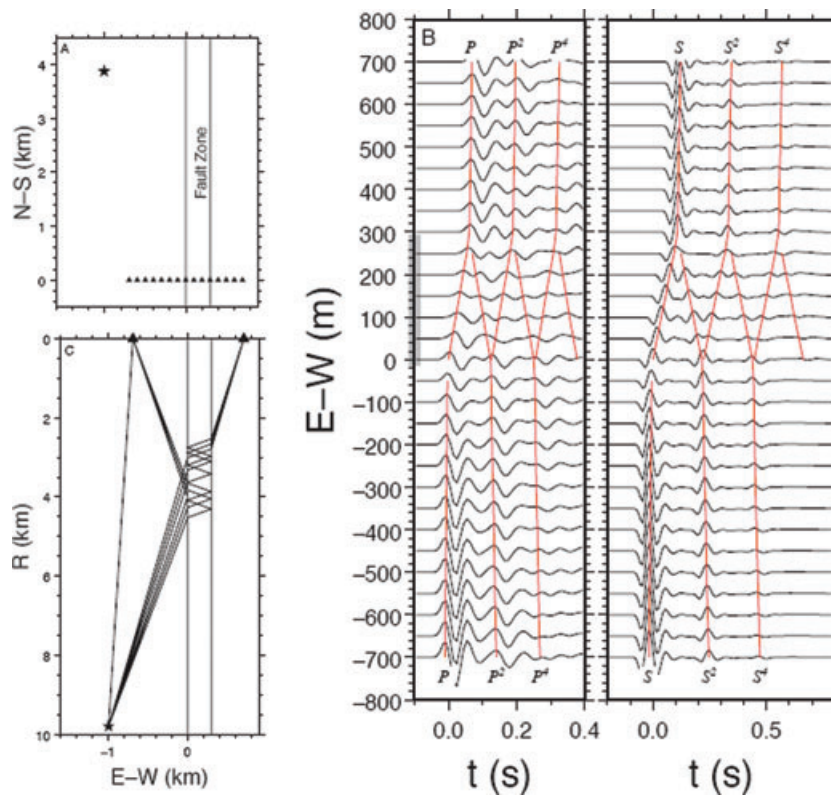 A
N–S (km)
4
3
2
1
0
Fault Zone
C
R (km)
0
2
4
6
8
10
−1
0
E–W (km)
B
E–W (m)
800
700
600
500
400
300
200
100
0
−100
−200
−300
−400
−500
−600
−700
−800
P P² P⁴
P P² P⁴
0.0 0.2 0.4
t (s)
S S² S⁴
S S² S⁴
0.0 0.5
t (s)